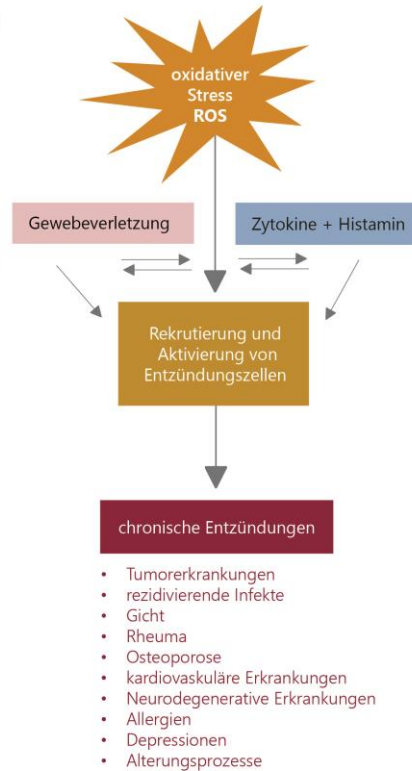 oxidativer
Stress
ROS
Gewebeverletzung
Zytokine + Histamin
Rekrutierung und
Aktivierung von
Entzündungszellen
chronische Entzündungen
• Tumorerkrankungen
• rezidivierende Infekte
• Gicht
• Rheuma
• Osteoporose
• kardiovaskuläre Erkrankungen
• Neurodegenerative Erkrankungen
• Allergien
• Depressionen
• Alterungsprozesse